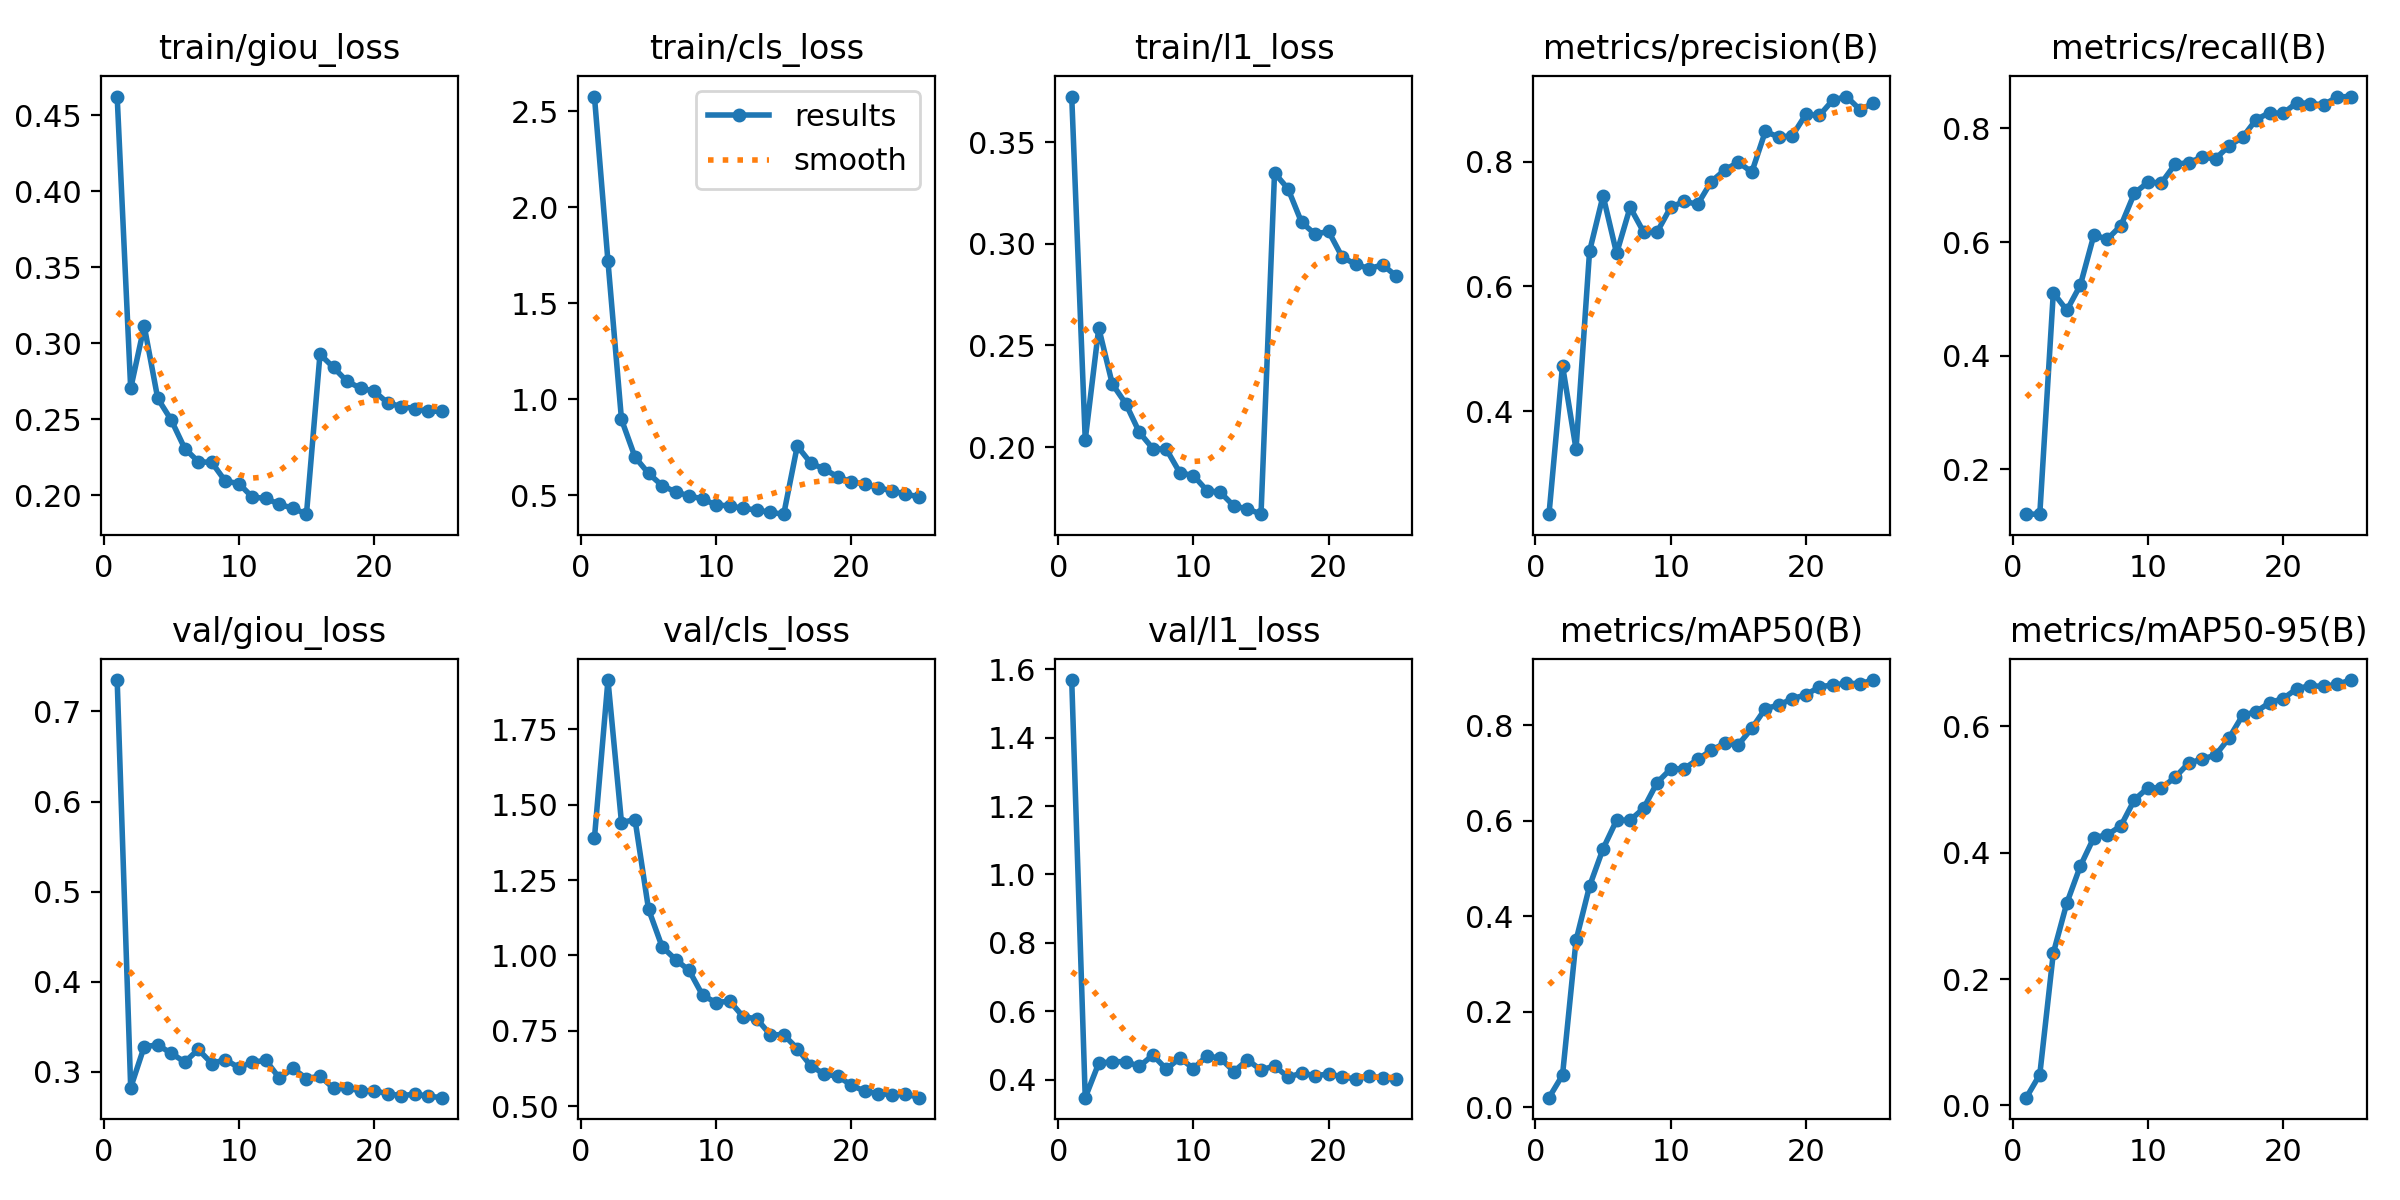 train/giou_loss
0.45
0.40
0.35
0.30
0.25
0.20
0 10 20
train/cls_loss
results
smooth
2.5
2.0
1.5
1.0
0.5
0 10 20
train/l1_loss
0.35
0.30
0.25
0.20
0 10 20
metrics/precision(B)
0.8
0.6
0.4
0 10 20
metrics/recall(B)
0.8
0.6
0.4
0.2
0 10 20
val/giou_loss
0.7
0.6
0.5
0.4
0.3
0 10 20
val/cls_loss
1.75
1.50
1.25
1.00
0.75
0.50
0 10 20
val/l1_loss
1.6
1.4
1.2
1.0
0.8
0.6
0.4
0 10 20
metrics/mAP50(B)
0.8
0.6
0.4
0.2
0.0
0 10 20
metrics/mAP50-95(B)
0.6
0.4
0.2
0.0
0 10 20